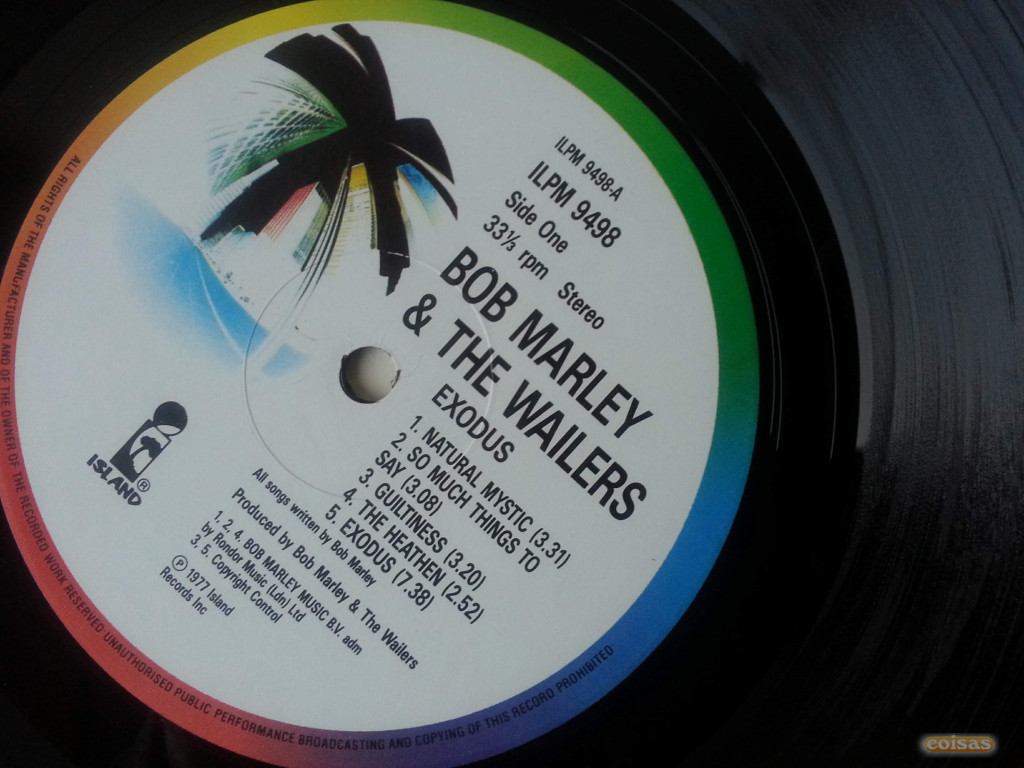 ILPM 9498-A
ILPM 9498
Side One
33⅓ rpm Stereo
BOB MARLEY
& THE WAILERS
EXODUS
1. NATURAL MYSTIC (3.31)
2. SO MUCH THINGS TO
SAY (3.08)
3. GUILTINESS (3.20)
4. THE HEATHEN (2.52)
5. EXODUS (7.38)
All songs written by Bob Marley
Produced by Bob Marley & The Wailers
1. 2, 4. BOB MARLEY MUSIC B.V. adm
by Rondor Music (Ldn) Ltd
3, 5. Copyright Control
℗ 1977 Island
Records Inc
ISLAND®
ALL RIGHTS OF THE MANUFACTURER AND OF THE OWNER OF THE RECORDED WORK RESERVED UNAUTHORISED PUBLIC PERFORMANCE BROADCASTING AND COPYING OF THIS RECORD PROHIBITED
coisas